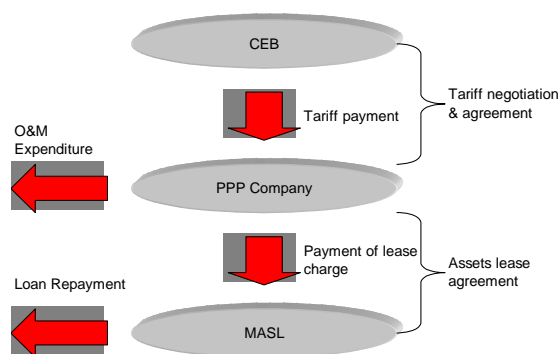 CEB
Tariff payment
Tariff negotiation
& agreement
O&M
Expenditure
PPP Company
Payment of lease
charge
Assets lease
agreement
Loan Repayment
MASL